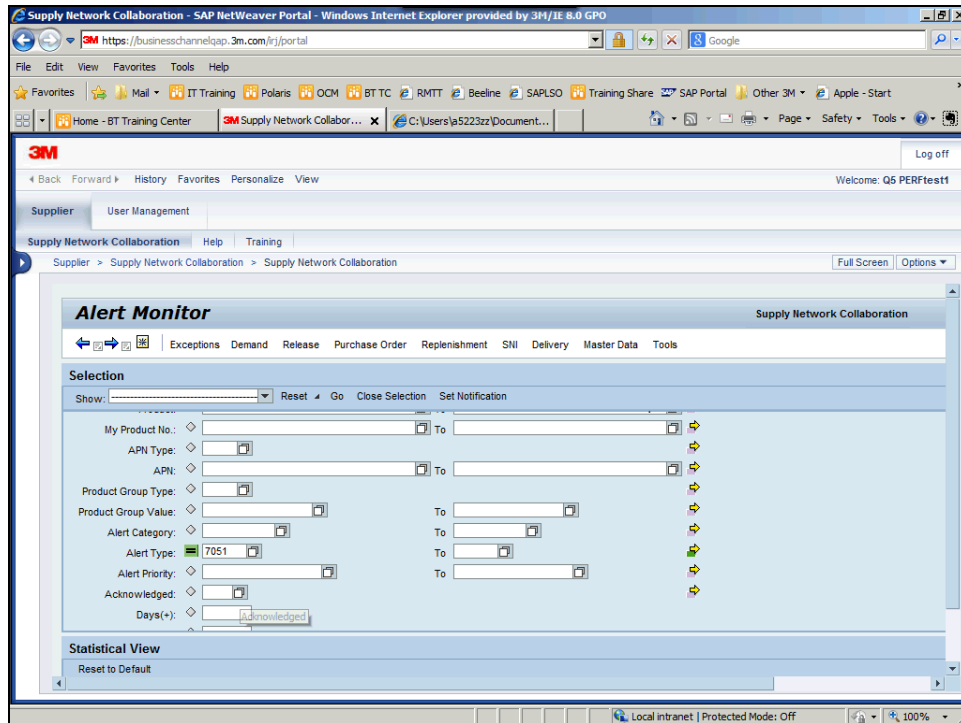 Supply Network Collaboration - SAP NetWeaver Portal - Windows Internet Explorer provided by 3M/IE 8.0 GPO
3M https://businesschannelqap.3m.com/irj/portal
Google
File Edit View Favorites Tools Help
Favorites Mail IT Training Polaris OCM BT TC RMTT Beeline SAPLSO Training Share SAP Portal Other 3M Apple - Start
Home - BT Training Center 3M Supply Network Collabor... X C:\Users\a5223zz\Document... Page Safety Tools
3M Log off
Back Forward History Favorites Personalize View Welcome: Q5 PERFtest1
Supplier User Management
Supply Network Collaboration Help Training
Supplier > Supply Network Collaboration > Supply Network Collaboration Full Screen Options
Alert Monitor Supply Network Collaboration
Exceptions Demand Release Purchase Order Replenishment SNI Delivery Master Data Tools
Selection
Show: Reset Go Close Selection Set Notification
My Product No.: To
APN Type:
APN: To
Product Group Type:
Product Group Value: To
Alert Category: To
Alert Type: 7051 To
Alert Priority: To
Acknowledged:
Days(+): Acknowledged
Statistical View
Reset to Default
Local intranet | Protected Mode: Off 100%